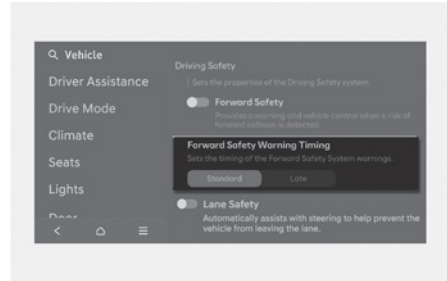 Vehicle
Driver Assistance
Drive Mode
Climate
Seats
Lights
Door
Driving Safety
Sets the properties of the Driving Safety system
Forward Safety
Provides a warning and vehicle control when a risk of
forward collision is detected.
Forward Safety Warning Timing
Sets the timing of the Forward Safety System warnings.
Standard Late
Lane Safety
Automatically assists with steering to help prevent the
vehicle from leaving the lane.